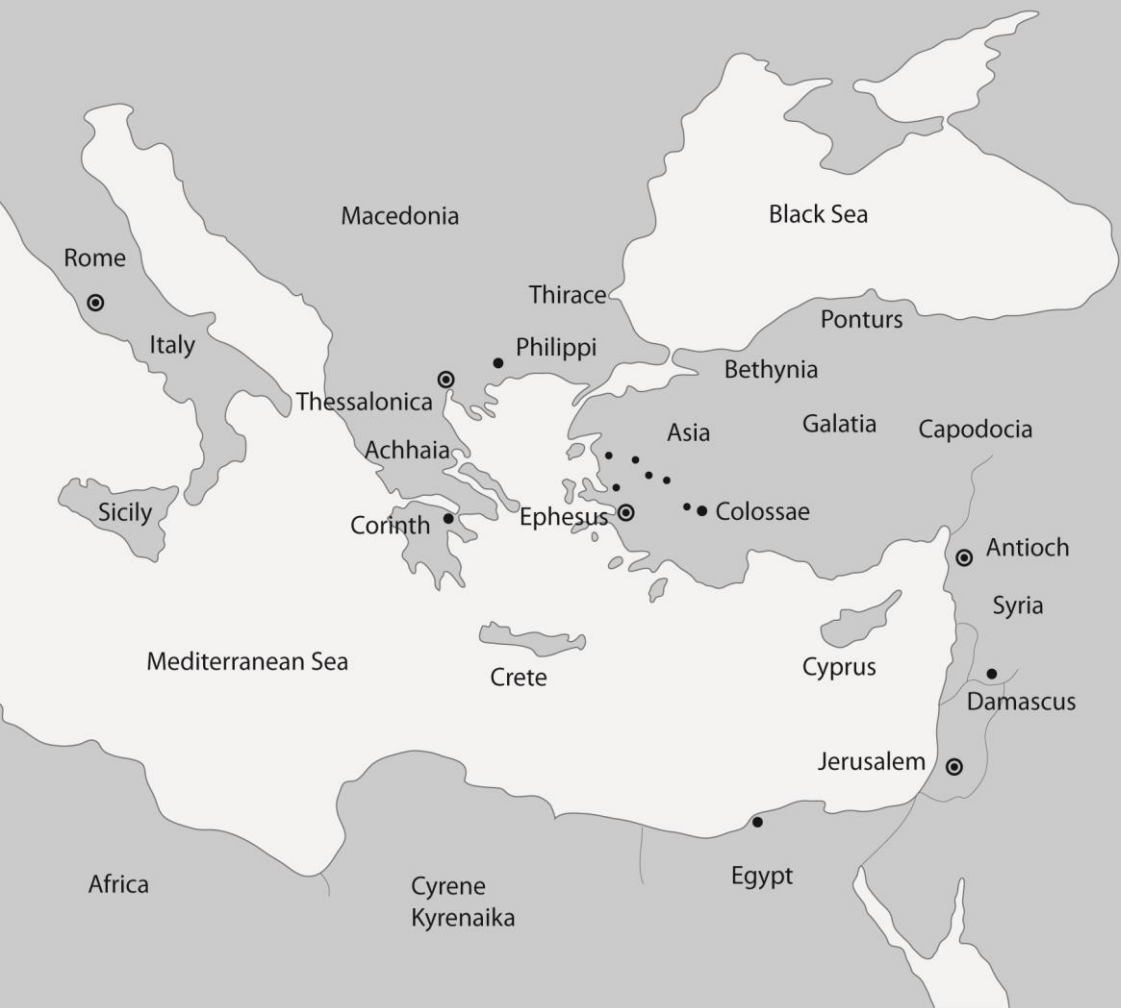 Macedonia
Black Sea
Rome
Thirace
Ponturs
Italy
Philippi
Bethynia
Thessalonica
Asia
Galatia
Capodocia
Achhaia
Sicily
Corinth
Ephesus
Colossae
Antioch
Syria
Mediterranean Sea
Crete
Cyprus
Damascus
Jerusalem
Africa
Cyrene
Kyrenaika
Egypt